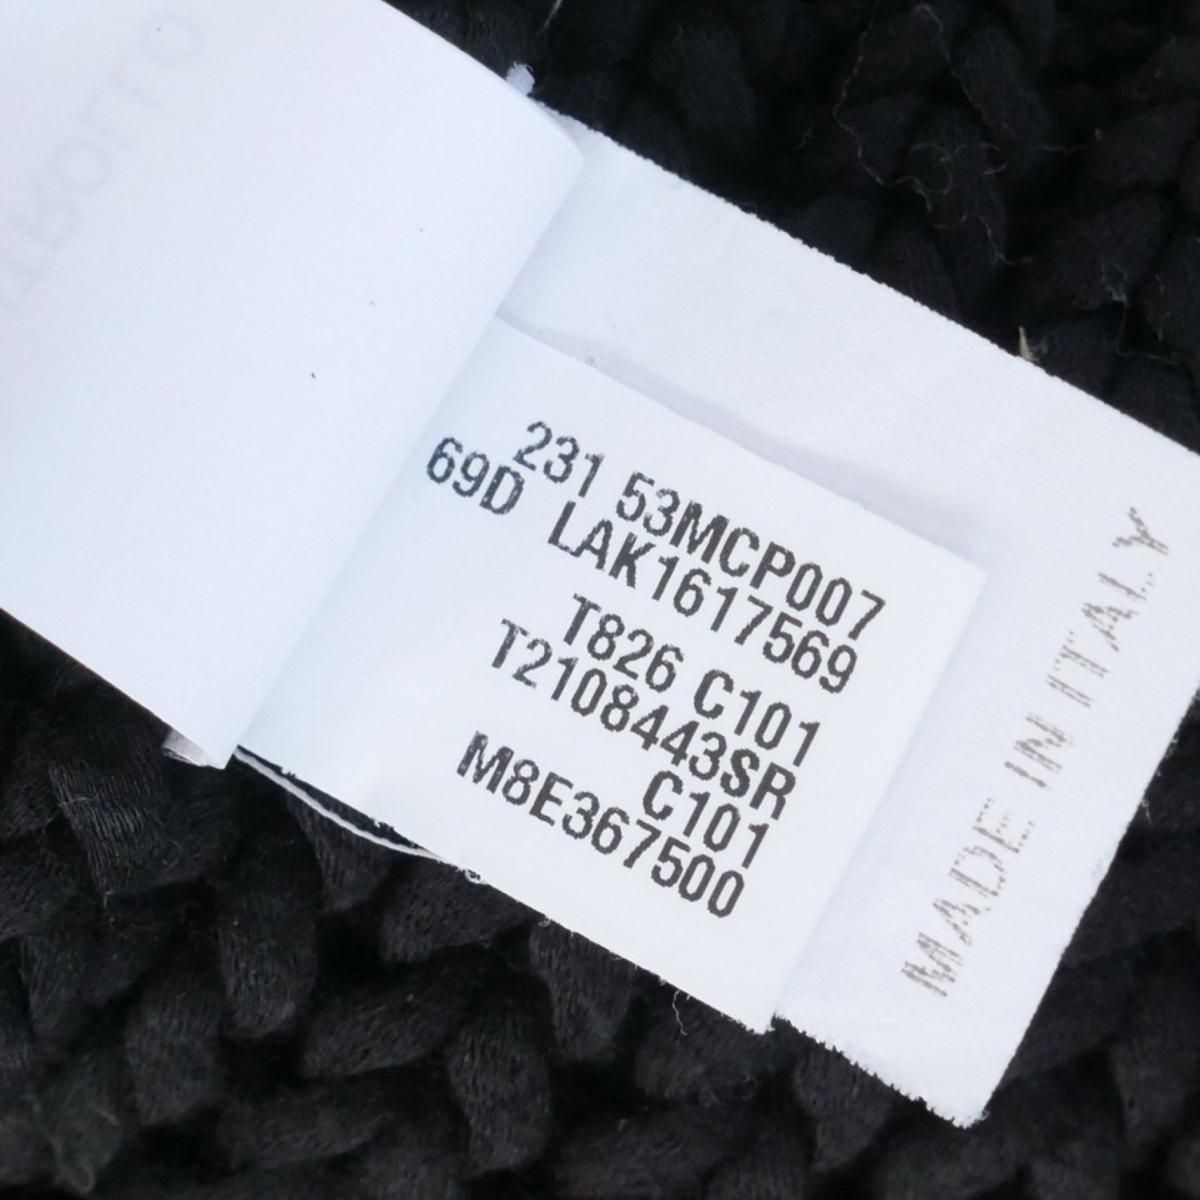 231 53MCP007
69D LAK1617569
T826 C101
T2108443SR
C101
M8E367500
MADE IN ITALY